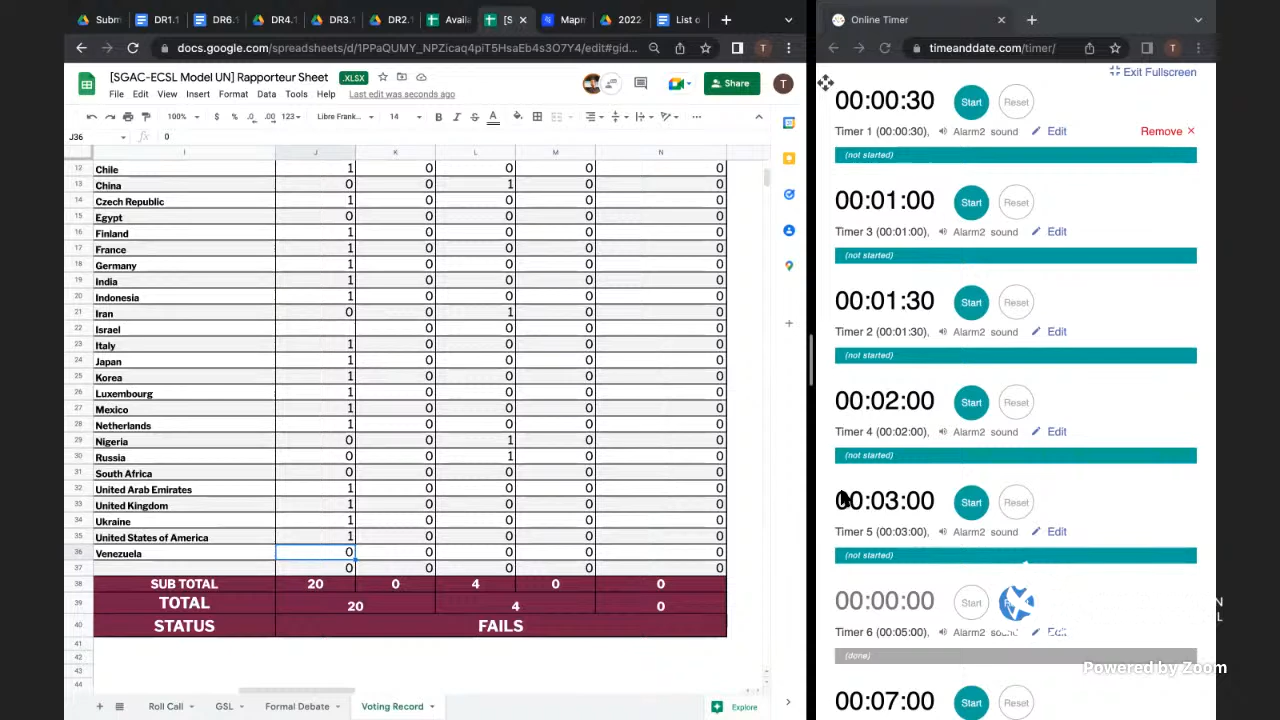 Subm
DR1.1
DR6.
DR4.1
DR3.1
DR2.1
Availa
[S
Mapn
2022
List o
docs.google.com/spreadsheets/d/1PPaQUMY_NPZicaq4piT5HsaEb4s3O7Y4/edit#gid...
T
[SGAC-ECSL Model UN] Rapporteur Sheet .XLSX
Share
T
File Edit View Insert Format Data Tools Help Last edit was seconds ago
100% $ % .0 .00 123 Libre Frank... 14 B I S A
J36 fx 0
I J K L M N
12 Chile 1 0 0 0 0
13 China 0 0 1 0 0
14 Czech Republic 1 0 0 0 0
15 Egypt 0 0 0 0 0
16 Finland 1 0 0 0 0
17 France 1 0 0 0 0
18 Germany 1 0 0 0 0
19 India 1 0 0 0 0
20 Indonesia 1 0 0 0 0
21 Iran 0 0 1 0 0
22 Israel 0 0 0 0
23 Italy 1 0 0 0 0
24 Japan 1 0 0 0 0
25 Korea 1 0 0 0 0
26 Luxembourg 1 0 0 0 0
27 Mexico 1 0 0 0 0
28 Netherlands 1 0 0 0 0
29 Nigeria 0 0 1 0 0
30 Russia 0 0 1 0 0
31 South Africa 0 0 0 0 0
32 United Arab Emirates 1 0 0 0 0
33 United Kingdom 1 0 0 0 0
34 Ukraine 1 0 0 0 0
35 United States of America 1 0 0 0 0
36 Venezuela 0 0 0 0 0
37 0 0 0 0 0
38 SUB TOTAL 20 0 4 0 0
39 TOTAL 20 4 0
40 STATUS FAILS
41
42
43
44
Roll Call GSL Formal Debate Voting Record Explore
Online Timer
timeanddate.com/timer/
T
Exit Fullscreen
00:00:30 Start Reset
Timer 1 (00:00:30), Alarm2 sound Edit Remove ×
(not started)
00:01:00 Start Reset
Timer 3 (00:01:00), Alarm2 sound Edit
(not started)
00:01:30 Start Reset
Timer 2 (00:01:30), Alarm2 sound Edit
(not started)
00:02:00 Start Reset
Timer 4 (00:02:00), Alarm2 sound Edit
(not started)
00:03:00 Start Reset
Timer 5 (00:03:00), Alarm2 sound Edit
(not started)
00:00:00 Start
Timer 6 (00:05:00), Alarm2 sound Edit
(done)
00:07:00 Start Reset
Powered by Zoom